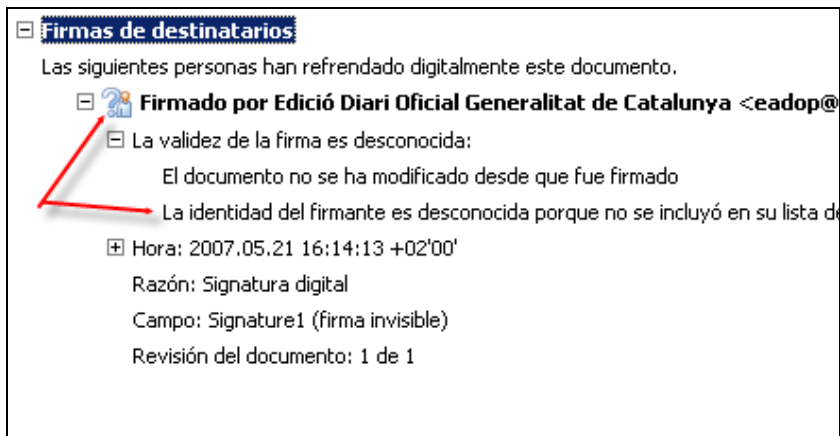 Firmas de destinatarios
Las siguientes personas han refrendado digitalmente este documento.
Firmado por Edició Diari Oficial Generalitat de Catalunya <eadop@
La validez de la firma es desconocida:
El documento no se ha modificado desde que fue firmado
La identidad del firmante es desconocida porque no se incluyó en su lista de
Hora: 2007.05.21 16:14:13 +02'00'
Razón: Signatura digital
Campo: Signature1 (firma invisible)
Revisión del documento: 1 de 1